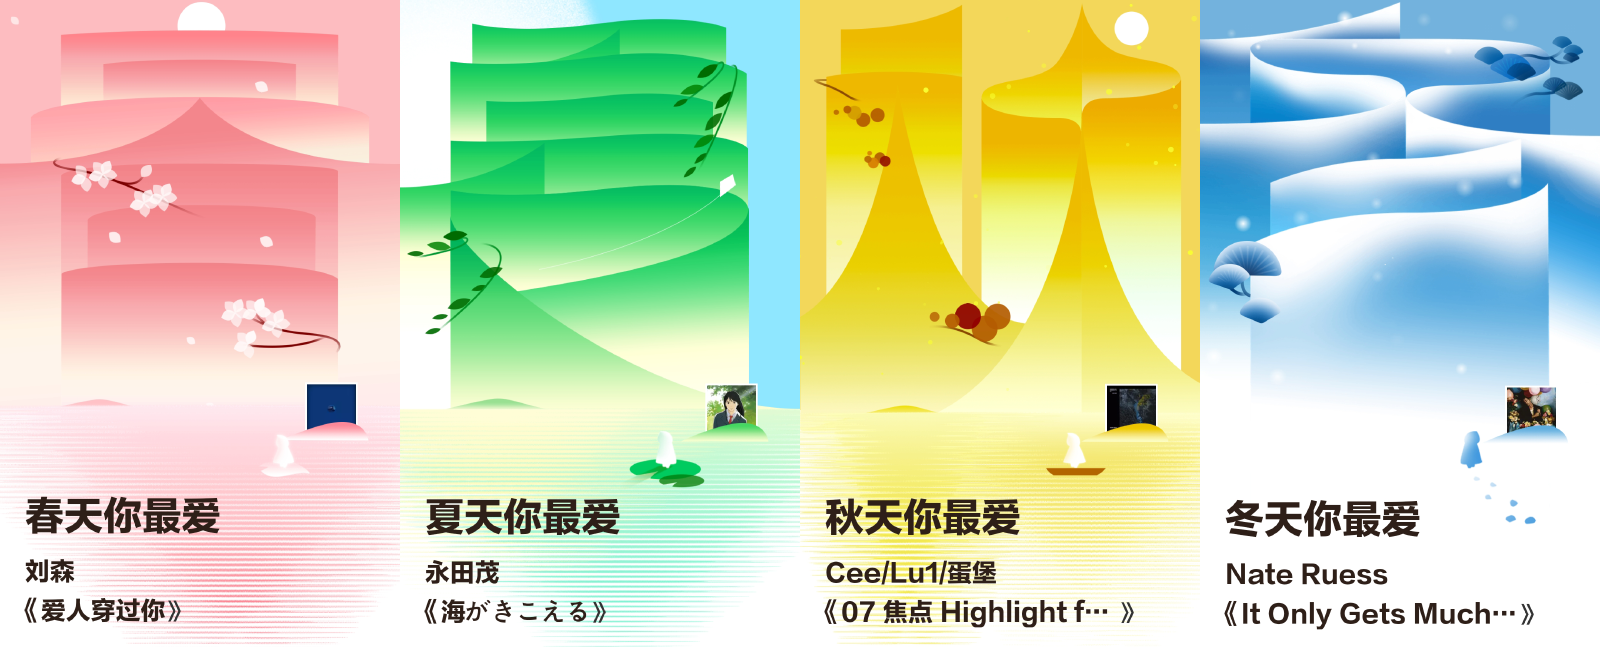 春天你最爱
刘森
《爱人穿过你》
夏天你最爱
永田茂
《海がきこえる》
秋天你最爱
Cee/Lu1/蛋堡
《07 焦点 Highlight f··· 》
冬天你最爱
Nate Ruess
《It Only Gets Much···》